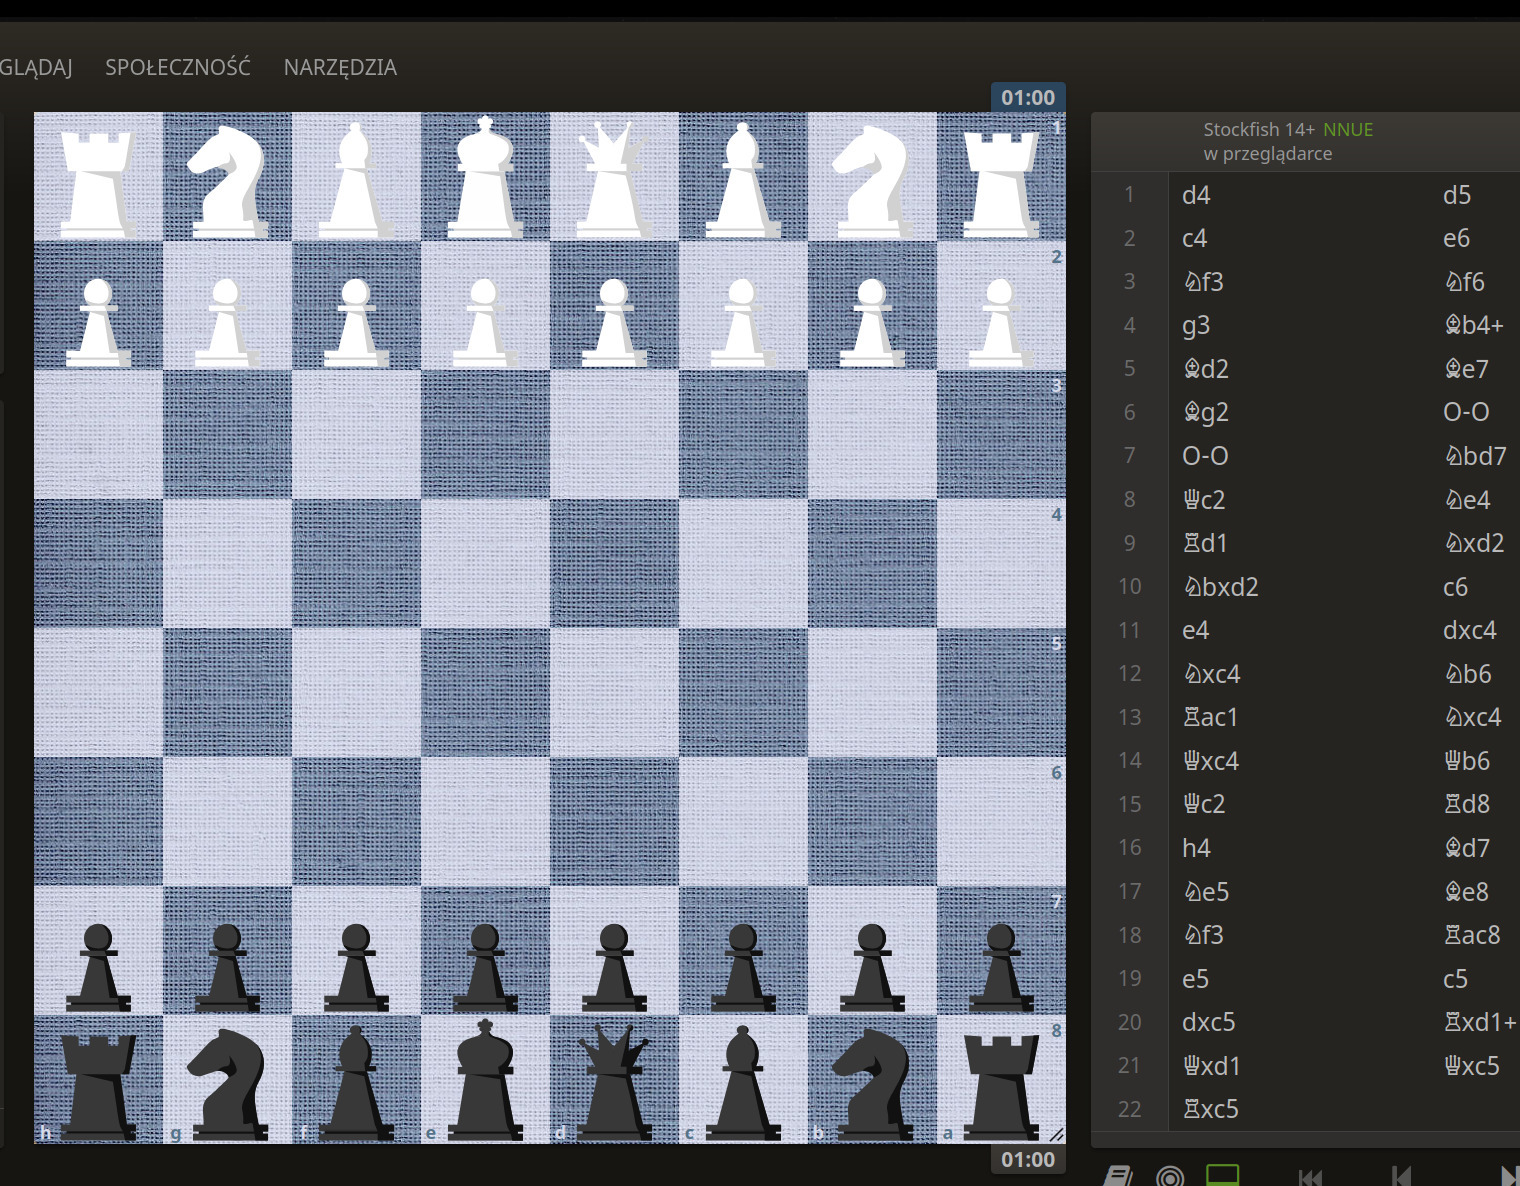 GLĄDAJ SPOŁECZNOŚĆ NARZĘDZIA
01:00
Stockfish 14+ NNUE
w przeglądarce
1 d4 d5
2 c4 e6
3 ♘f3 ♘f6
4 g3 ♗b4+
5 ♗d2 ♗e7
6 ♗g2 O-O
7 O-O ♘bd7
8 ♕c2 ♘e4
9 ♖d1 ♘xd2
10 ♘bxd2 c6
11 e4 dxc4
12 ♘xc4 ♘b6
13 ♖ac1 ♘xc4
14 ♕xc4 ♕b6
15 ♕c2 ♖d8
16 h4 ♗d7
17 ♘e5 ♗e8
18 ♘f3 ♖ac8
19 e5 c5
20 dxc5 ♖xd1+
21 ♕xd1 ♕xc5
22 ♖xc5
1
2
3
4
5
6
7
8
h g f e d c b a
01:00